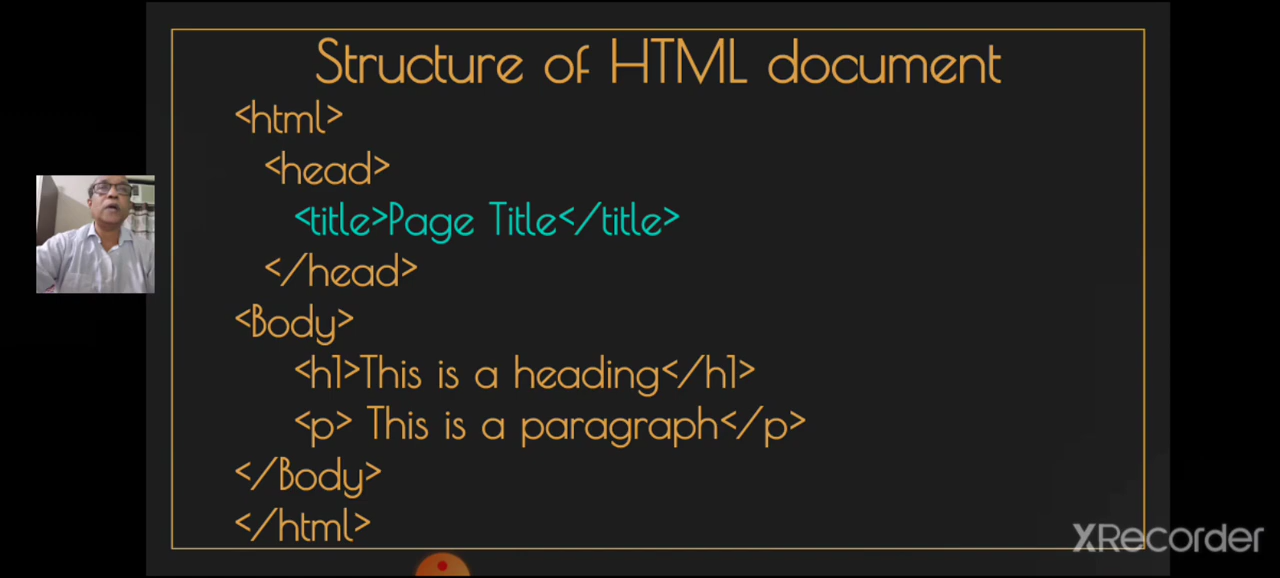 Structure of HTML document
<html>
<head>
<title>Page Title</title>
</head>
<Body>
<h1>This is a heading</h1>
<p> This is a paragraph</p>
</Body>
</html>
XRecorder